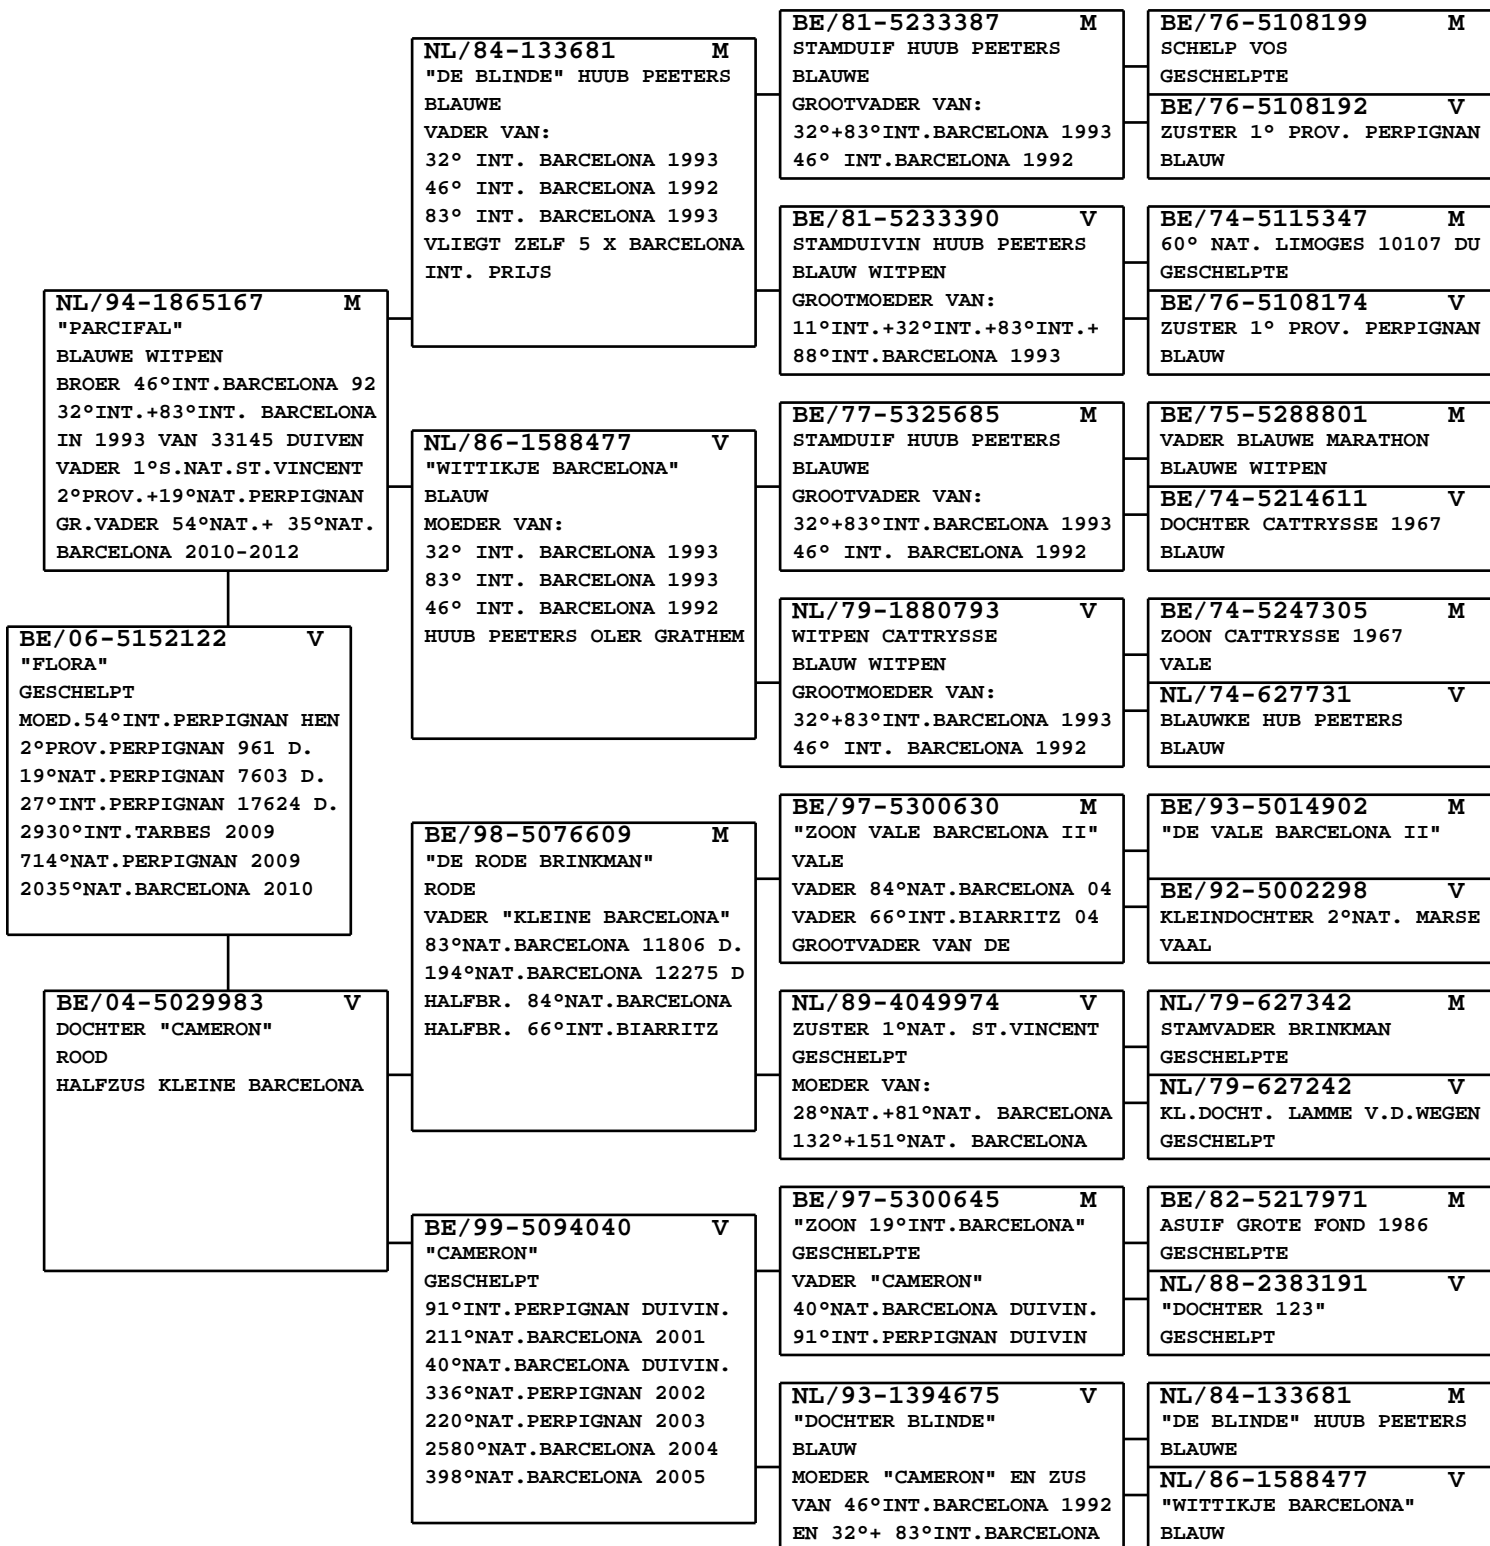 BE/06-5152122 V
"FLORA"
GESCHELPT
MOED.54°INT.PERPIGNAN HEN
2°PROV.PERPIGNAN 961 D.
19°NAT.PERPIGNAN 7603 D.
27°INT.PERPIGNAN 17624 D.
2930°INT.TARBES 2009
714°NAT.PERPIGNAN 2009
2035°NAT.BARCELONA 2010
NL/94-1865167 M
"PARCIFAL"
BLAUWE WITPEN
BROER 46°INT.BARCELONA 92
32°INT.+83°INT. BARCELONA
IN 1993 VAN 33145 DUIVEN
VADER 1°S.NAT.ST.VINCENT
2°PROV.+19°NAT.PERPIGNAN
GR.VADER 54°NAT.+ 35°NAT.
BARCELONA 2010-2012
BE/04-5029983 V
DOCHTER "CAMERON"
ROOD
HALFZUS KLEINE BARCELONA
NL/84-133681 M
"DE BLINDE" HUUB PEETERS
BLAUWE
VADER VAN:
32° INT. BARCELONA 1993
46° INT. BARCELONA 1992
83° INT. BARCELONA 1993
VLIEGT ZELF 5 X BARCELONA
INT. PRIJS
NL/86-1588477 V
"WITTIKJE BARCELONA"
BLAUW
MOEDER VAN:
32° INT. BARCELONA 1993
83° INT. BARCELONA 1993
46° INT. BARCELONA 1992
HUUB PEETERS OLER GRATHEM
BE/98-5076609 M
"DE RODE BRINKMAN"
RODE
VADER "KLEINE BARCELONA"
83°NAT.BARCELONA 11806 D.
194°NAT.BARCELONA 12275 D
HALFBR. 84°NAT.BARCELONA
HALFBR. 66°INT.BIARRITZ
BE/99-5094040 V
"CAMERON"
GESCHELPT
91°INT.PERPIGNAN DUIVIN.
211°NAT.BARCELONA 2001
40°NAT.BARCELONA DUIVIN.
336°NAT.PERPIGNAN 2002
220°NAT.PERPIGNAN 2003
2580°NAT.BARCELONA 2004
398°NAT.BARCELONA 2005
BE/81-5233387 M
STAMDUIF HUUB PEETERS
BLAUWE
GROOTVADER VAN:
32°+83°INT.BARCELONA 1993
46° INT.BARCELONA 1992
BE/81-5233390 V
STAMDUIVIN HUUB PEETERS
BLAUW WITPEN
GROOTMOEDER VAN:
11°INT.+32°INT.+83°INT.+
88°INT.BARCELONA 1993
BE/77-5325685 M
STAMDUIF HUUB PEETERS
BLAUWE
GROOTVADER VAN:
32°+83°INT.BARCELONA 1993
46° INT. BARCELONA 1992
NL/79-1880793 V
WITPEN CATTRYSSE
BLAUW WITPEN
GROOTMOEDER VAN:
32°+83°INT.BARCELONA 1993
46° INT. BARCELONA 1992
BE/97-5300630 M
"ZOON VALE BARCELONA II"
VALE
VADER 84°NAT.BARCELONA 04
VADER 66°INT.BIARRITZ 04
GROOTVADER VAN DE
NL/89-4049974 V
ZUSTER 1°NAT. ST.VINCENT
GESCHELPT
MOEDER VAN:
28°NAT.+81°NAT. BARCELONA
132°+151°NAT. BARCELONA
BE/97-5300645 M
"ZOON 19°INT.BARCELONA"
GESCHELPTE
VADER "CAMERON"
40°NAT.BARCELONA DUIVIN.
91°INT.PERPIGNAN DUIVIN
NL/93-1394675 V
"DOCHTER BLINDE"
BLAUW
MOEDER "CAMERON" EN ZUS
VAN 46°INT.BARCELONA 1992
EN 32°+ 83°INT.BARCELONA
BE/76-5108199 M
SCHELP VOS
GESCHELPTE
BE/76-5108192 V
ZUSTER 1° PROV. PERPIGNAN
BLAUW
BE/74-5115347 M
60° NAT. LIMOGES 10107 DU
GESCHELPTE
BE/76-5108174 V
ZUSTER 1° PROV. PERPIGNAN
BLAUW
BE/75-5288801 M
VADER BLAUWE MARATHON
BLAUWE WITPEN
BE/74-5214611 V
DOCHTER CATTRYSSE 1967
BLAUW
BE/74-5247305 M
ZOON CATTRYSSE 1967
VALE
NL/74-627731 V
BLAUWKE HUB PEETERS
BLAUW
BE/93-5014902 M
"DE VALE BARCELONA II"
BE/92-5002298 V
KLEINDOCHTER 2°NAT. MARSE
VAAL
NL/79-627342 M
STAMVADER BRINKMAN
GESCHELPTE
NL/79-627242 V
KL.DOCHT. LAMME V.D.WEGEN
GESCHELPT
BE/82-5217971 M
ASUIF GROTE FOND 1986
GESCHELPTE
NL/88-2383191 V
"DOCHTER 123"
GESCHELPT
NL/84-133681 M
"DE BLINDE" HUUB PEETERS
BLAUWE
NL/86-1588477 V
"WITTIKJE BARCELONA"
BLAUW